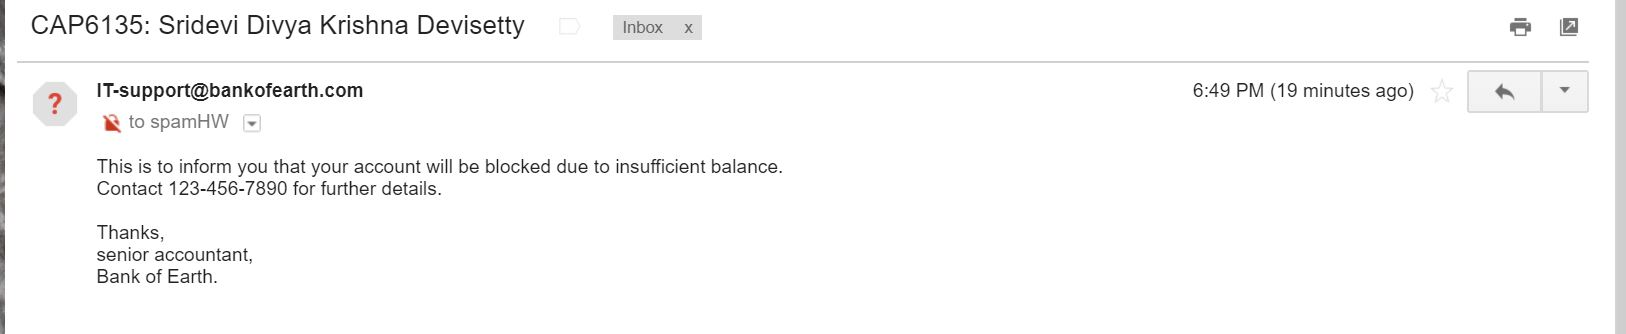 CAP6135: Sridevi Divya Krishna Devisetty
Inbox x
?
IT-support@bankofearth.com
6:49 PM (19 minutes ago)
to spamHW
This is to inform you that your account will be blocked due to insufficient balance.
Contact 123-456-7890 for further details.
Thanks,
senior accountant,
Bank of Earth.